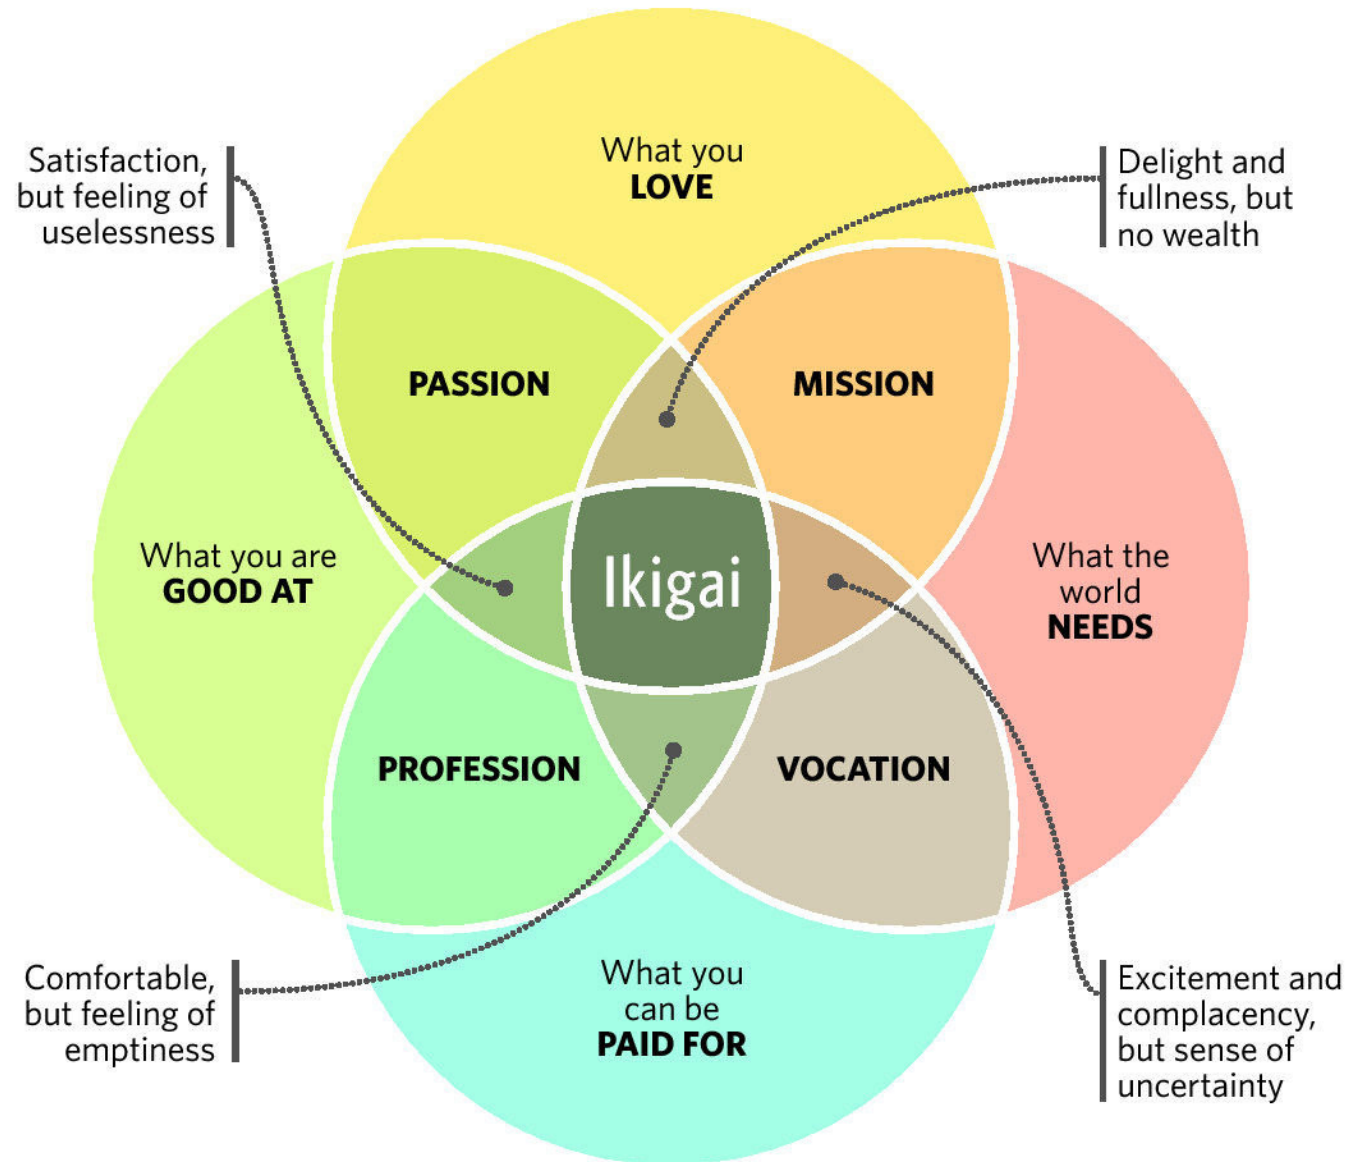 What you
LOVE
Satisfaction,
but feeling of
uselessness
Delight and
fullness, but
no wealth
PASSION
MISSION
What you are
GOOD AT
Ikigai
What the
world
NEEDS
PROFESSION
VOCATION
Comfortable,
but feeling of
emptiness
What you
can be
PAID FOR
Excitement and
complacency,
but sense of
uncertainty